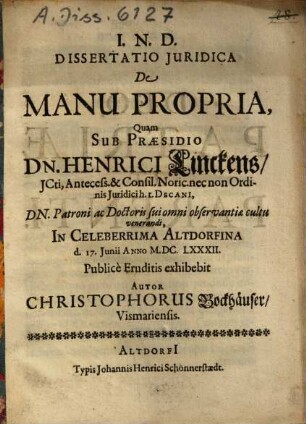 A. Diss. 6127
I. N. D.
DISSERTATIO JURIDICA
De
MANU PROPRIA,
Quam
SUB PRÆSIDIO
DN. HENRICI Linckens/
JCti, Antecess. & Consil. Noric. nec non Ordi-
nis Juridici h. t. DECANI,
DN. Patroni ac Doctoris sui omni observantiæ cultu
venerandi,
IN CELEBERRIMA ALTDORFINA
d. 17. Junii ANNO M.DC. LXXXII.
Publicè Eruditis exhibebit
AUTOR
CHRISTOPHORUS Bockhäuser/
Vismariensis.
ALTDORFI
Typis Johannis Henrici Schönnerstædt.